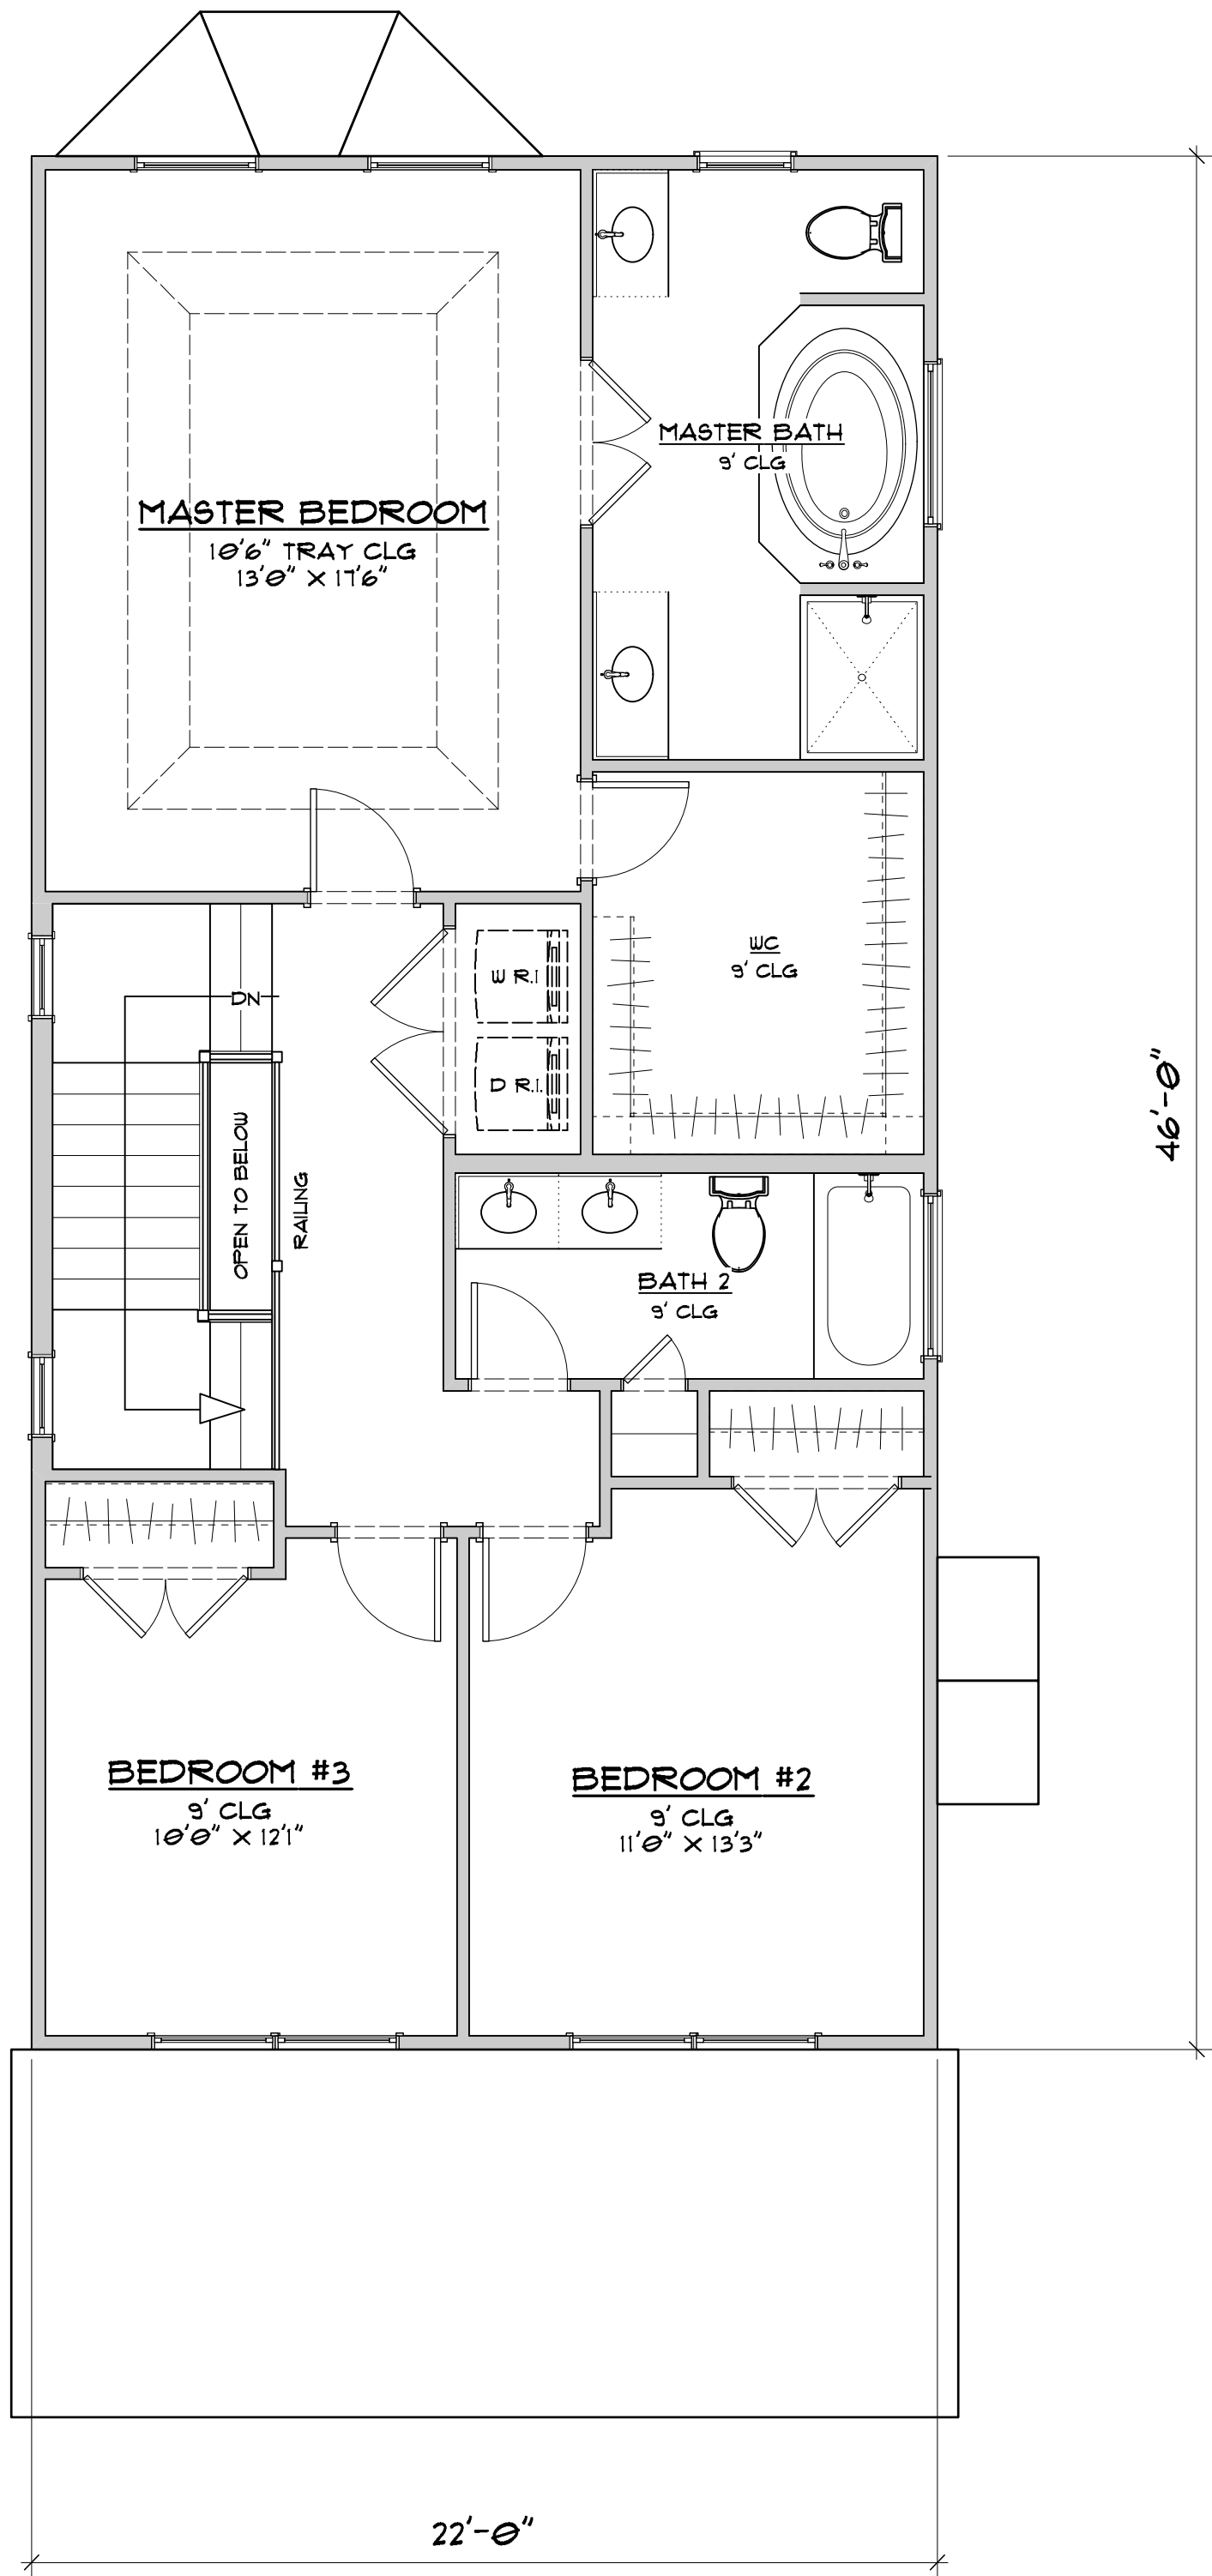 MASTER BATH
9' CLG
MASTER BEDROOM
10'6" TRAY CLG
13'0" X 17'6"
WC
9' CLG
W R.I
DN
D R.I.
46'-0"
OPEN TO BELOW
RAILING
BATH 2
9' CLG
BEDROOM #3
9' CLG
10'0" X 12'1"
BEDROOM #2
9' CLG
11'0" X 13'3"
22'-0"